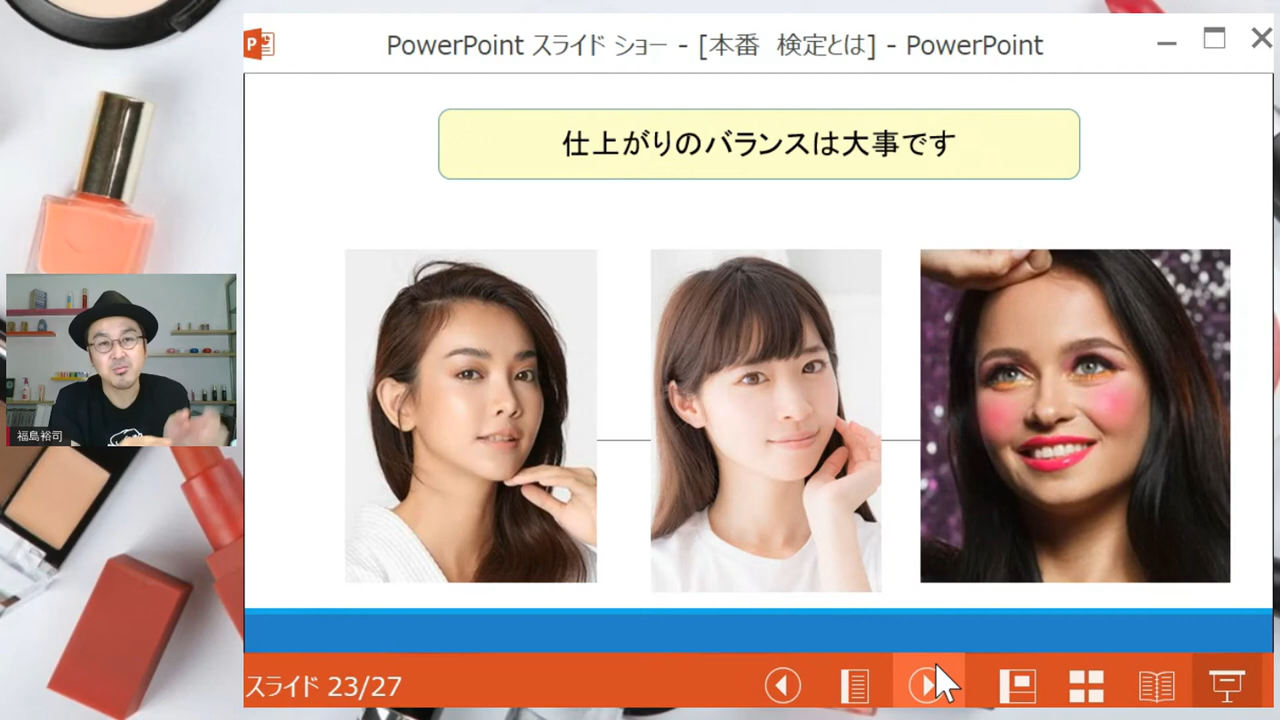 PowerPoint スライド ショー - [本番　検定とは] - PowerPoint
仕上がりのバランスは大事です
福島裕司
スライド 23/27